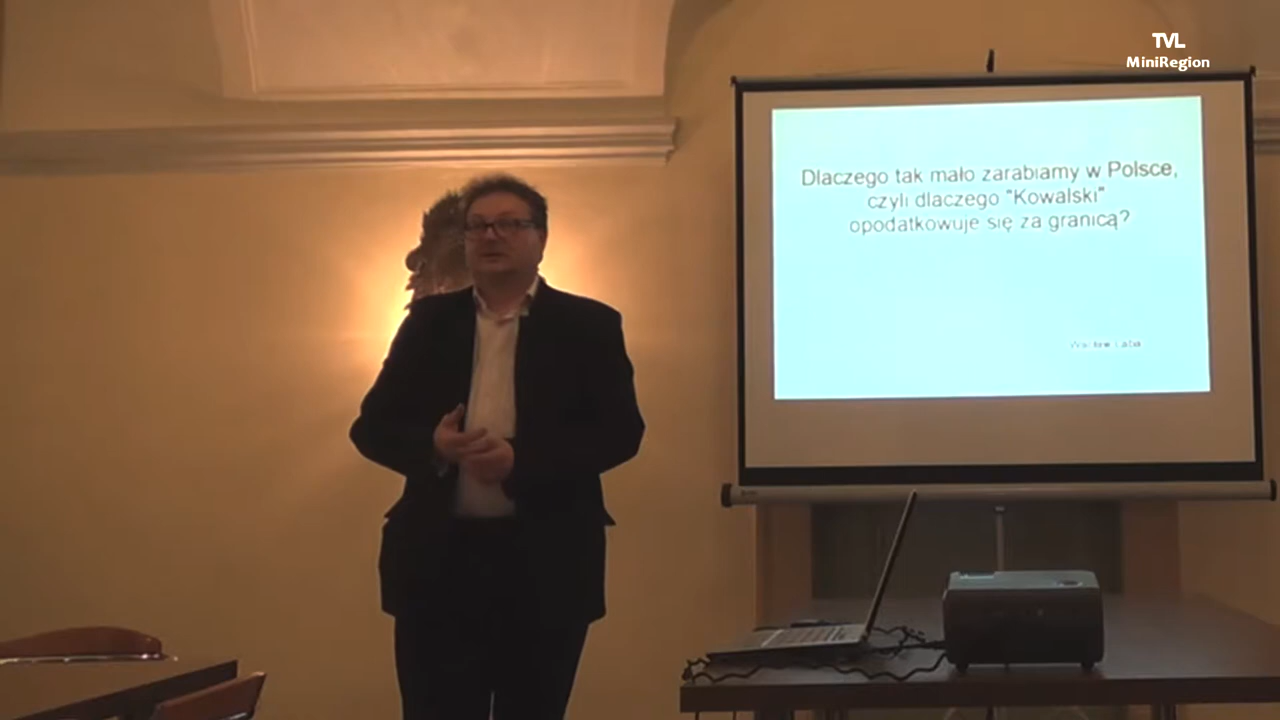 TVL
MiniRegion
Dlaczego tak mało zarabiamy w Polsce,
czyli dlaczego "Kowalski"
opodatkowuje się za granicą?